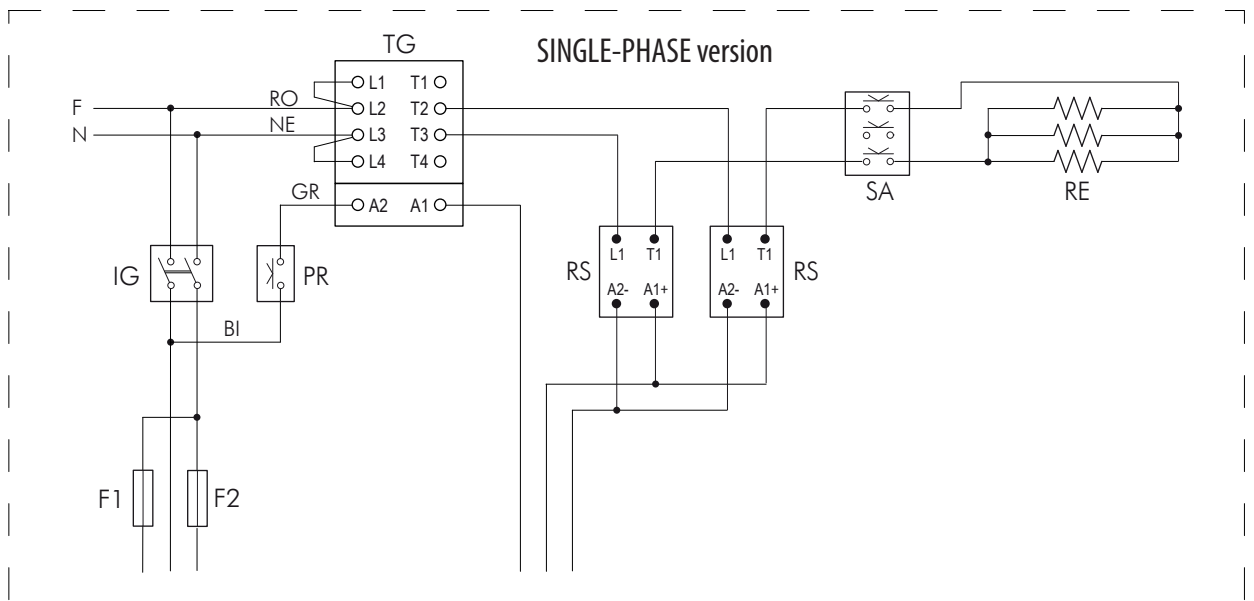 SINGLE-PHASE version
TG
L1 T1
F RO L2 T2
N NE L3 T3
L4 T4
GR A2 A1
SA RE
IG PR
RS L1 T1 L1 T1 RS
A2- A1+ A2- A1+
BI
F1 F2